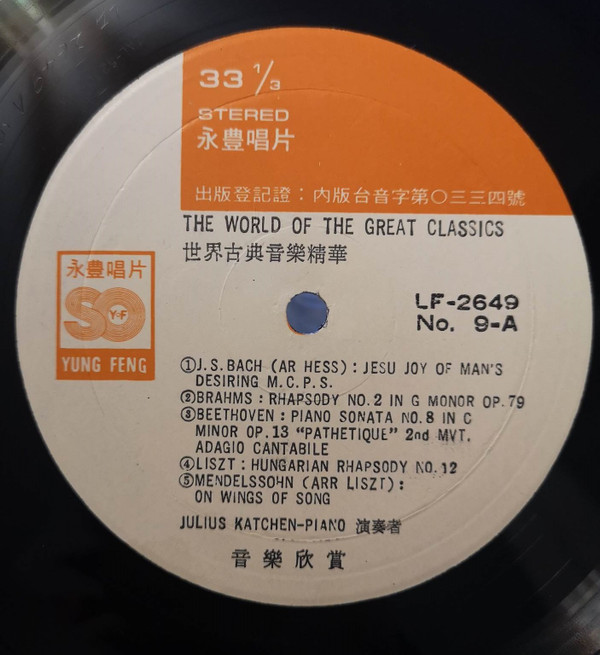 33 1/3
STEREO
永豐唱片
出版登記證：內版台音字第〇三三四號
THE WORLD OF THE GREAT CLASSICS
世界古典音樂精華
永豐唱片
YF
YUNG FENG
LF-2649
No. 9-A
①J.S.BACH (AR HESS) : JESU JOY OF MAN'S
DESIRING M.C.P.S.
②BRAHMS : RHAPSODY NO.2 IN G MONOR OP.79
③BEETHOVEN : PIANO SONATA NO.8 IN C
MINOR OP.13 "PATHETIQUE" 2nd MVT.
ADAGIO CANTABILE
④LISZT : HUNGARIAN RHAPSODY NO.12
⑤MENDELSSOHN (ARR LISZT) :
ON WINGS OF SONG
JULIUS KATCHEN-PIANO 演奏者
音樂欣賞